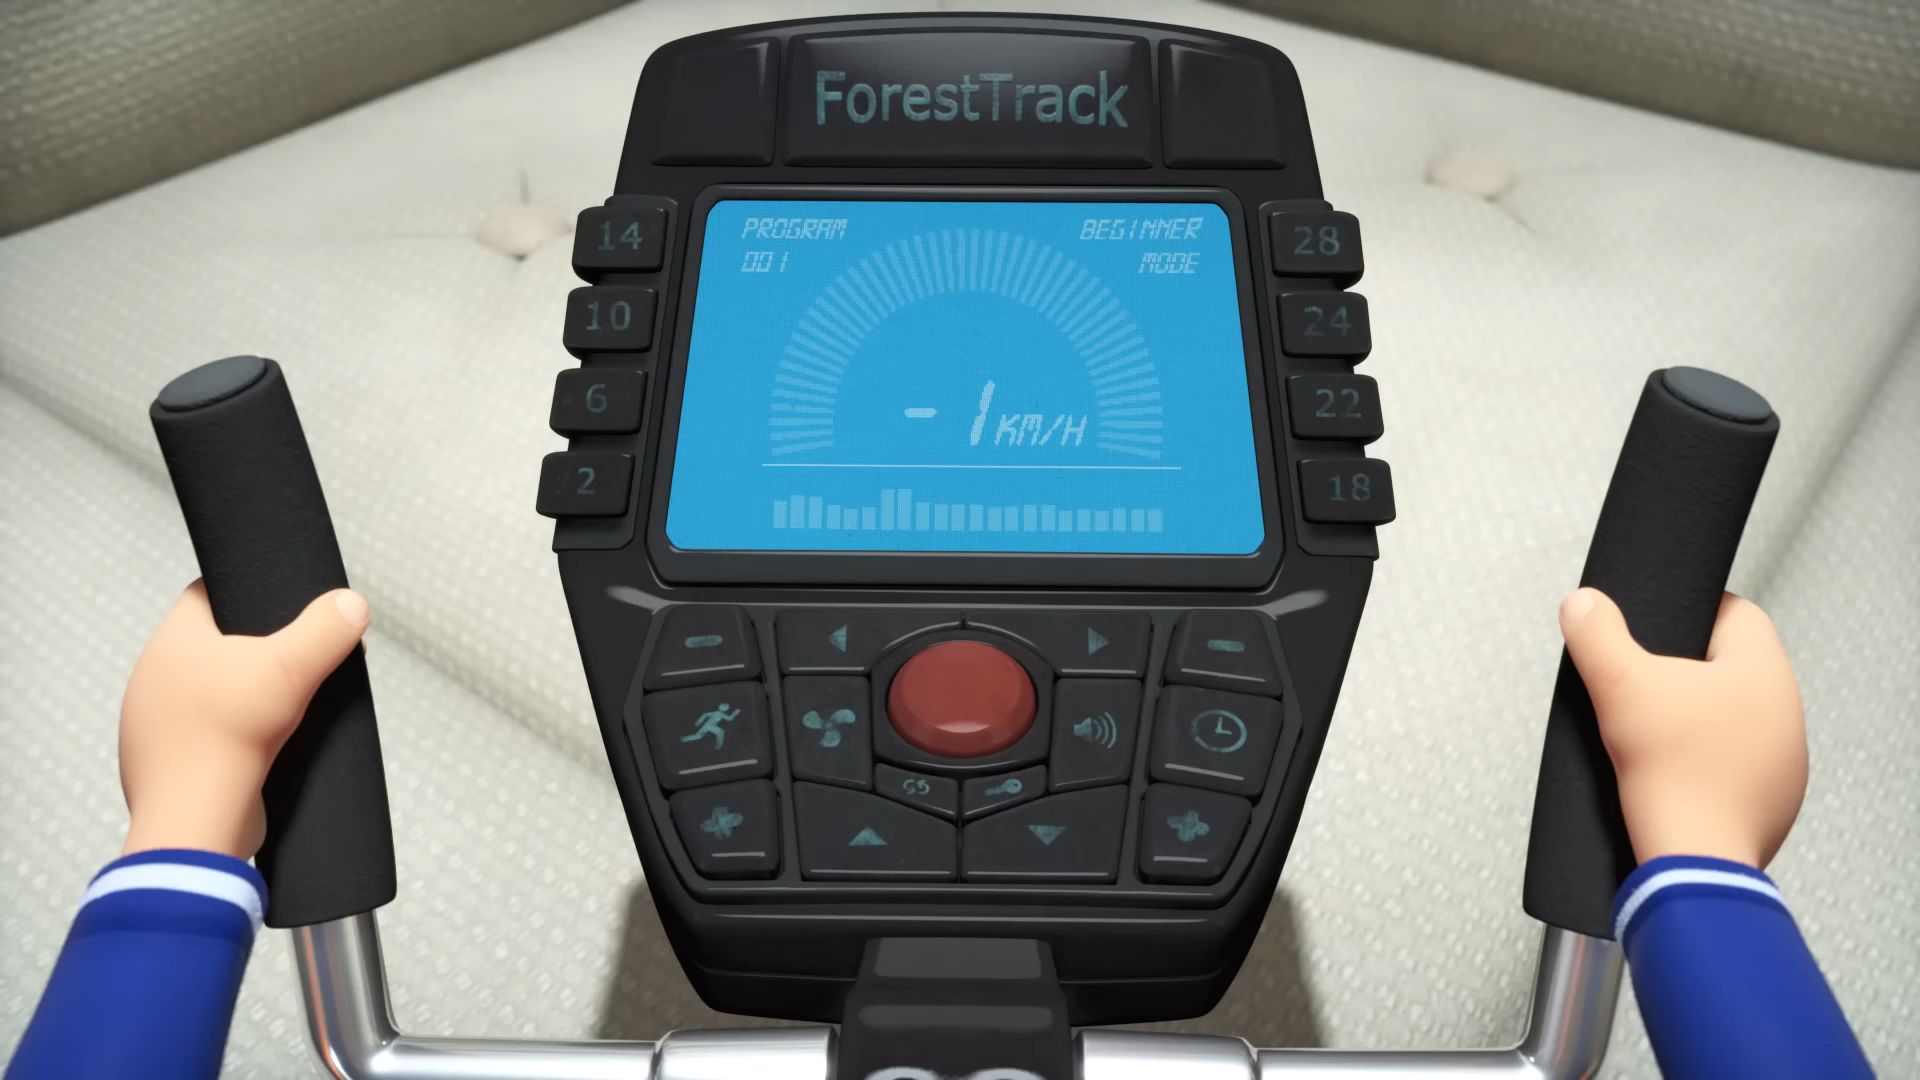 ForestTrack
PROGRAM
001
BEGINNER
MODE
14
10
6
2
28
24
22
18
- 1 KM/H